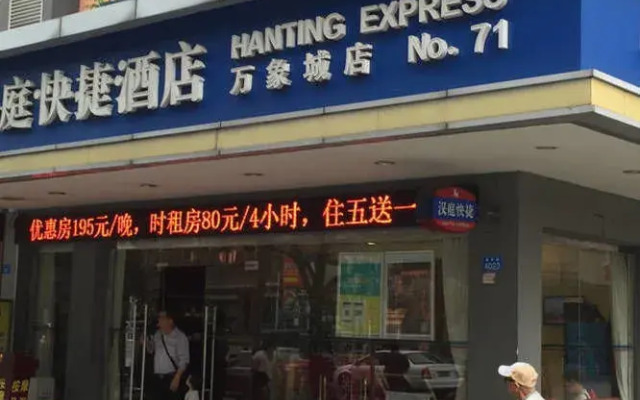 庭·快捷·酒店
HANTING EXPRESS
万象城店 No. 71
优惠房195元/晚，时租房80元/4小时，住五送一
汉庭快捷
4022